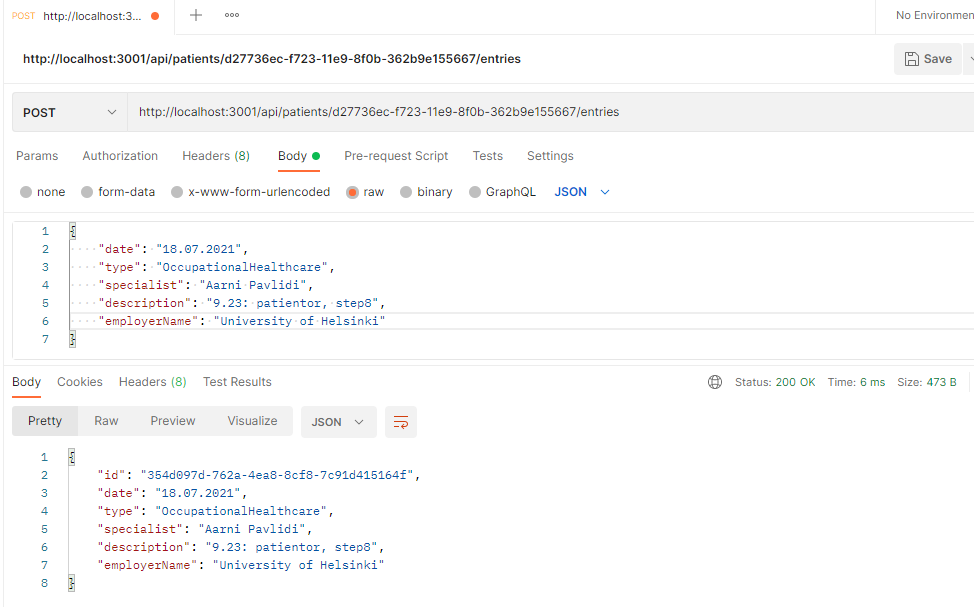 POST http://localhost:3... No Environmen
http://localhost:3001/api/patients/d27736ec-f723-11e9-8f0b-362b9e155667/entries Save
POST http://localhost:3001/api/patients/d27736ec-f723-11e9-8f0b-362b9e155667/entries
Params Authorization Headers (8) Body Pre-request Script Tests Settings
none form-data x-www-form-urlencoded raw binary GraphQL JSON
1 {
2 "date": "18.07.2021",
3 "type": "OccupationalHealthcare",
4 "specialist": "Aarni Pavlidi",
5 "description": "9.23: patientor, step8",
6 "employerName": "University of Helsinki"
7 }
Body Cookies Headers (8) Test Results Status: 200 OK Time: 6 ms Size: 473 B
Pretty Raw Preview Visualize JSON
1 {
2 "id": "354d097d-762a-4ea8-8cf8-7c91d415164f",
3 "date": "18.07.2021",
4 "type": "OccupationalHealthcare",
5 "specialist": "Aarni Pavlidi",
6 "description": "9.23: patientor, step8",
7 "employerName": "University of Helsinki"
8 }